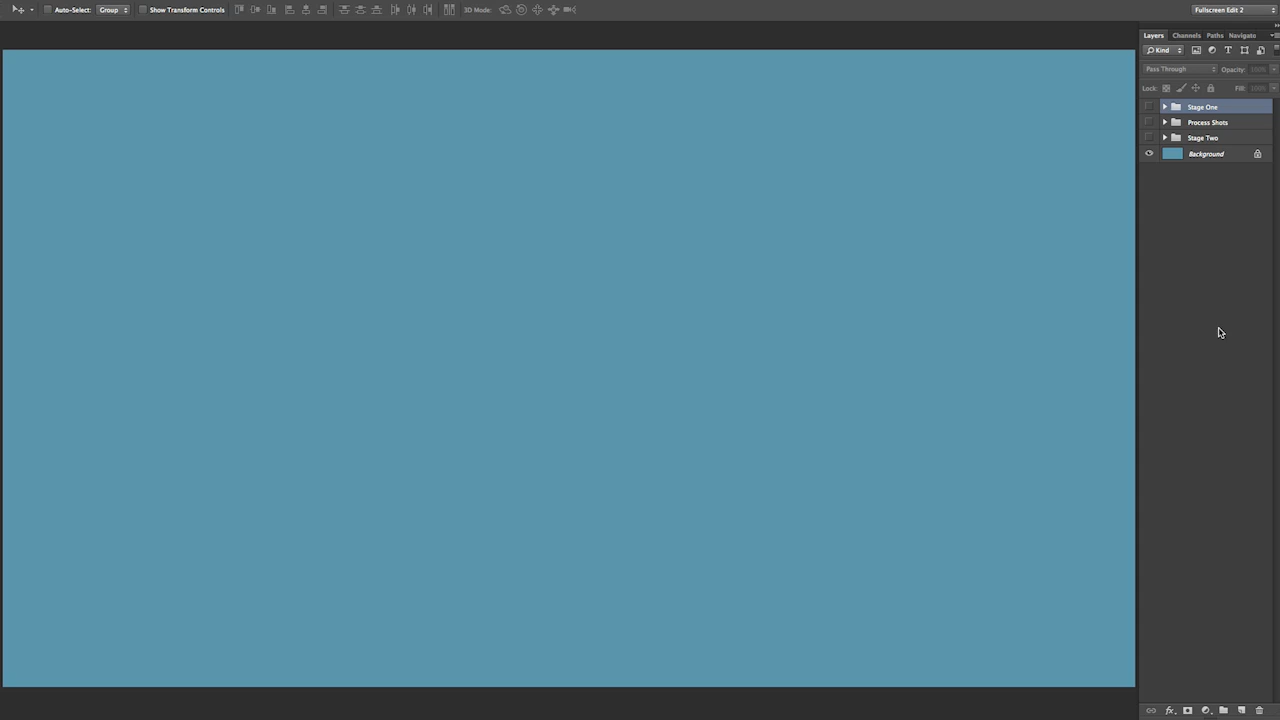 Auto-Select: Group Show Transform Controls 3D Mode: Fullscreen Edit 2
Layers Channels Paths Navigate
Kind
Pass Through Opacity:
Lock: Fill:
Stage One
Process Shots
Stage Two
Background
fx